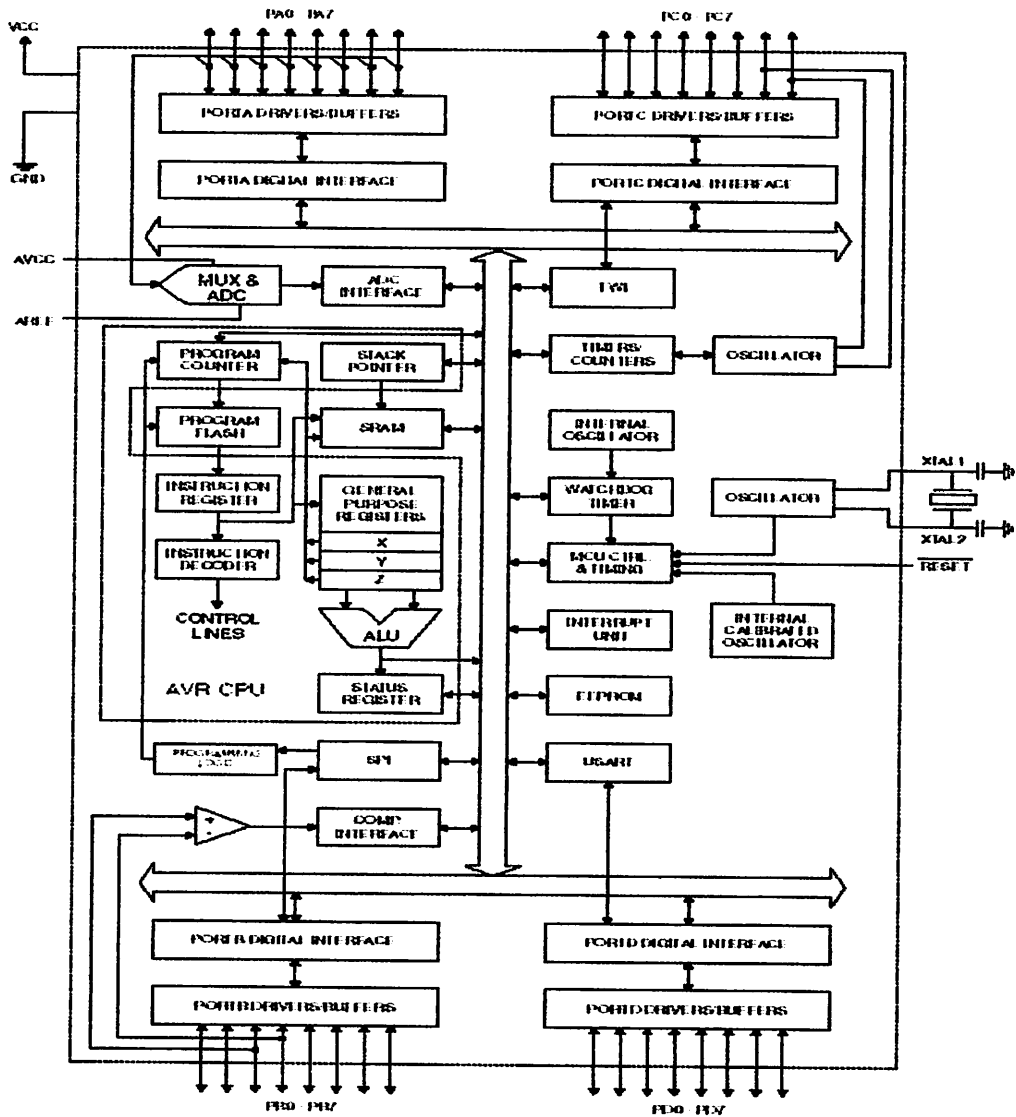 PA0 - PA7
PC0 - PC7
VCC
PORTA DRIVERS/BUFFERS
PORTC DRIVERS/BUFFERS
GND
PORTA DIGITAL INTERFACE
PORTC DIGITAL INTERFACE
AVCC
MUX &
ADC
ADC
INTERFACE
TWI
AREF
PROGRAM
COUNTER
STACK
POINTER
TIMERS/
COUNTERS
OSCILLATOR
PROGRAM
FLASH
SRAM
INTERNAL
OSCILLATOR
XTAL1
INSTRUCTION
REGISTER
GENERAL
PURPOSE
REGISTERS
WATCHDOG
TIMER
OSCILLATOR
X
XTAL2
INSTRUCTION
DECODER
Y
MCU CTRL.
& TIMING
RESET
Z
CONTROL
LINES
ALU
INTERRUPT
UNIT
INTERNAL
CALIBRATED
OSCILLATOR
AVR CPU
STATUS
REGISTER
EEPROM
PROGRAMMING
LOGIC
SPI
USART
+
-
COMP.
INTERFACE
PORTB DIGITAL INTERFACE
PORTD DIGITAL INTERFACE
PORTB DRIVERS/BUFFERS
PORTD DRIVERS/BUFFERS
PB0 - PB7
PD0 - PD7